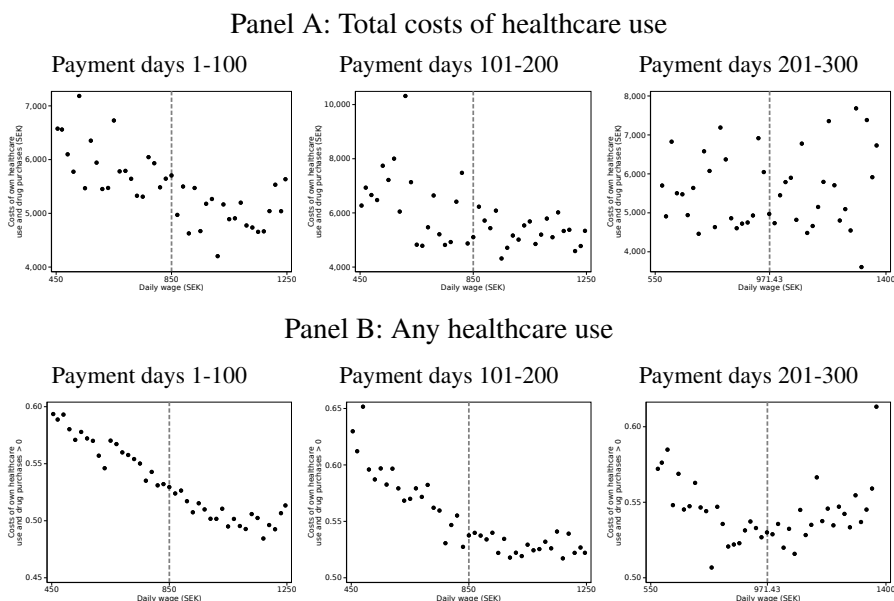 Panel A: Total costs of healthcare use
Payment days 1-100
Payment days 101-200
Payment days 201-300
Costs of own healthcare
use and drug purchases (SEK)
7,000
6,000
5,000
4,000
450
850
1250
Daily wage (SEK)
Costs of own healthcare
use and drug purchases (SEK)
10,000
8,000
6,000
4,000
450
850
1250
Daily wage (SEK)
Costs of own healthcare
use and drug purchases (SEK)
8,000
7,000
6,000
5,000
4,000
550
971.43
1400
Daily wage (SEK)
Panel B: Any healthcare use
Payment days 1-100
Payment days 101-200
Payment days 201-300
Costs of own healthcare
use and drug purchases > 0
0.60
0.55
0.50
0.45
450
850
1250
Daily wage (SEK)
Costs of own healthcare
use and drug purchases > 0
0.65
0.60
0.55
0.50
450
850
1250
Daily wage (SEK)
Costs of own healthcare
use and drug purchases > 0
0.60
0.55
0.50
550
971.43
1400
Daily wage (SEK)